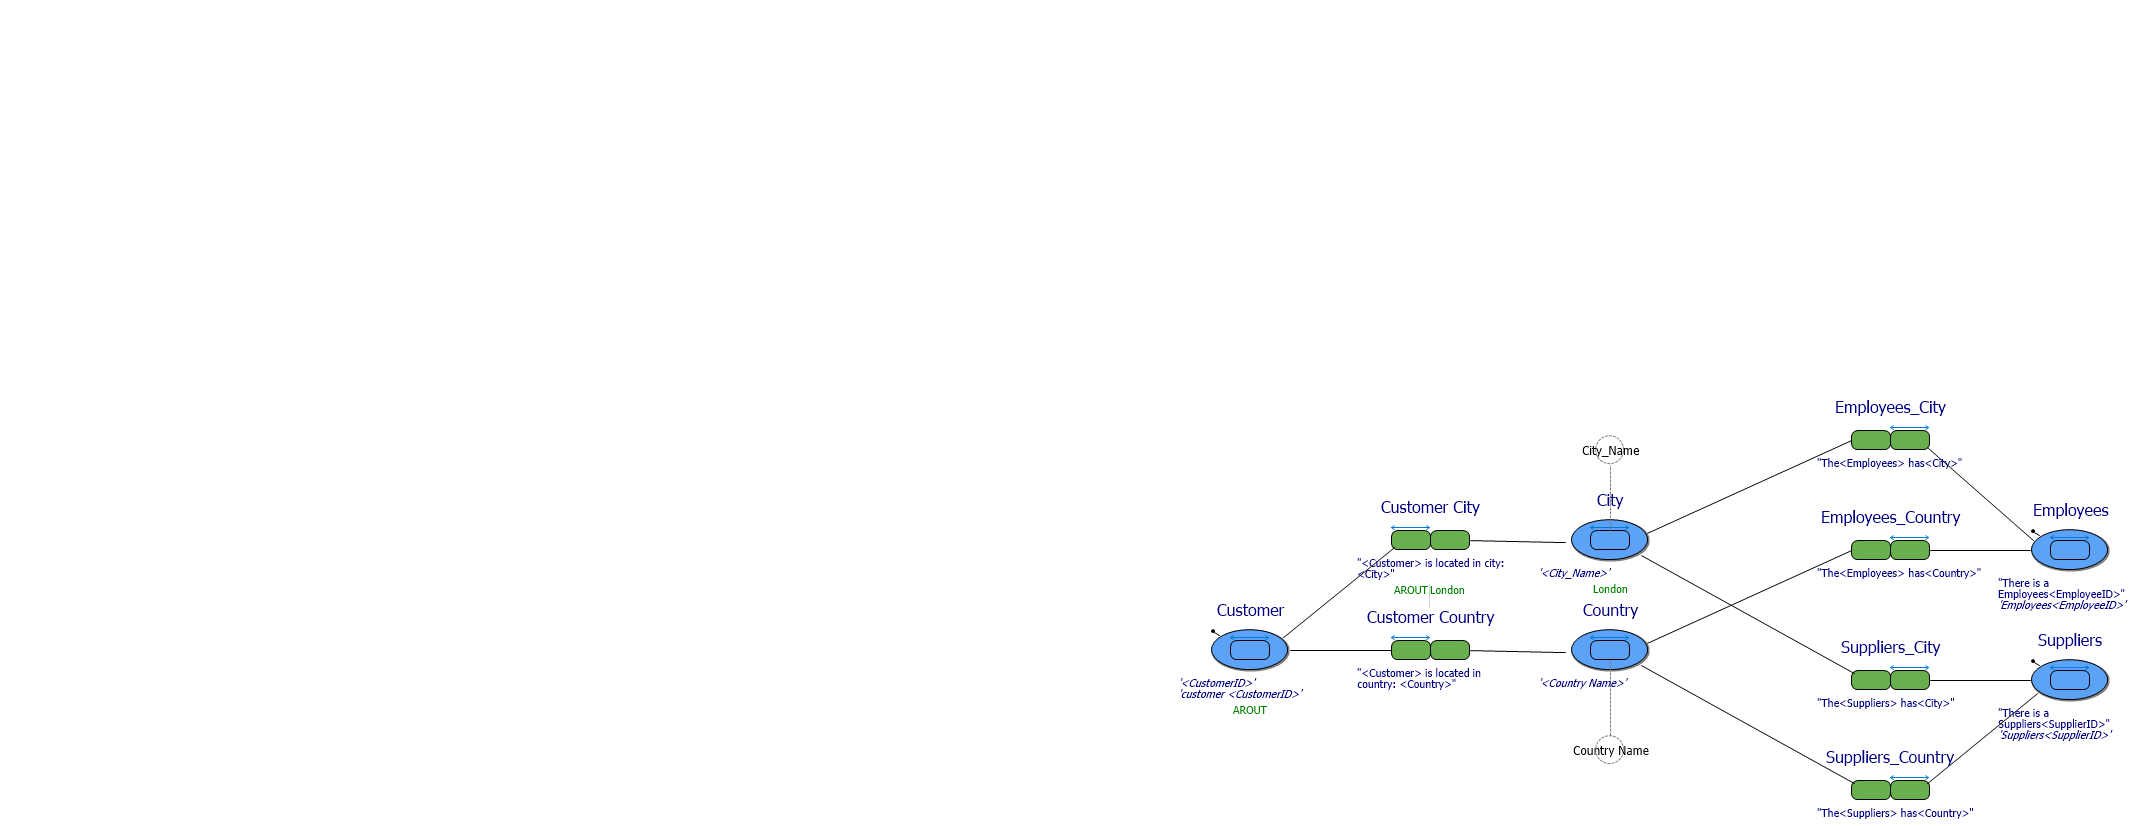 Employees_City
"The<Employees> has<City>"
City_Name
City
'<City_Name>'
London
Customer City
"<Customer> is located in city:
<City>"
AROUT London
Employees_Country
"The<Employees> has<Country>"
Employees
"There is a
Employees<EmployeeID>"
'Employees<EmployeeID>'
Customer
'<CustomerID>'
'customer <CustomerID>'
AROUT
Customer Country
"<Customer> is located in
country: <Country>"
Country
'<Country Name>'
Country Name
Suppliers_City
"The<Suppliers> has<City>"
Suppliers
"There is a
Suppliers<SupplierID>"
'Suppliers<SupplierID>'
Suppliers_Country
"The<Suppliers> has<Country>"